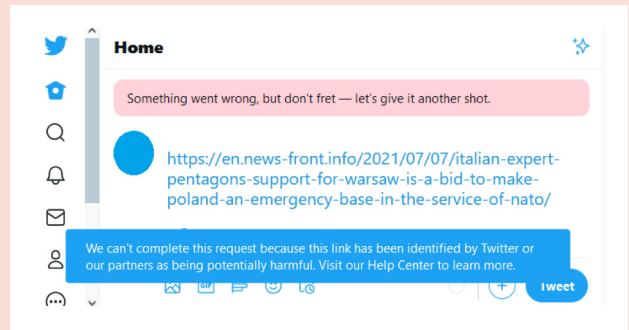 Home
Something went wrong, but don't fret — let's give it another shot.
https://en.news-front.info/2021/07/07/italian-expert-
pentagons-support-for-warsaw-is-a-bid-to-make-
poland-an-emergency-base-in-the-service-of-nato/
We can't complete this request because this link has been identified by Twitter or
our partners as being potentially harmful. Visit our Help Center to learn more.
GIF
Tweet